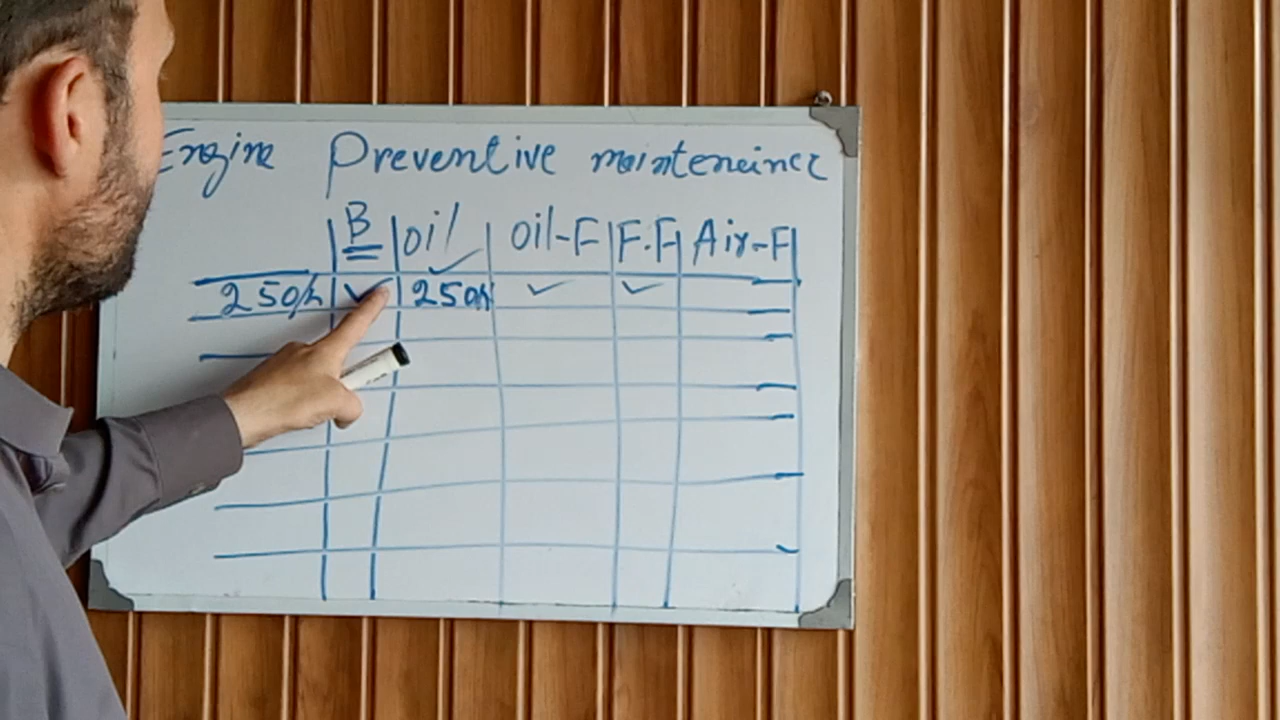 Engine Preventive mainteneince
B Oil Oil-F F.F Air-F
250h ✓ 250h ✓ ✓